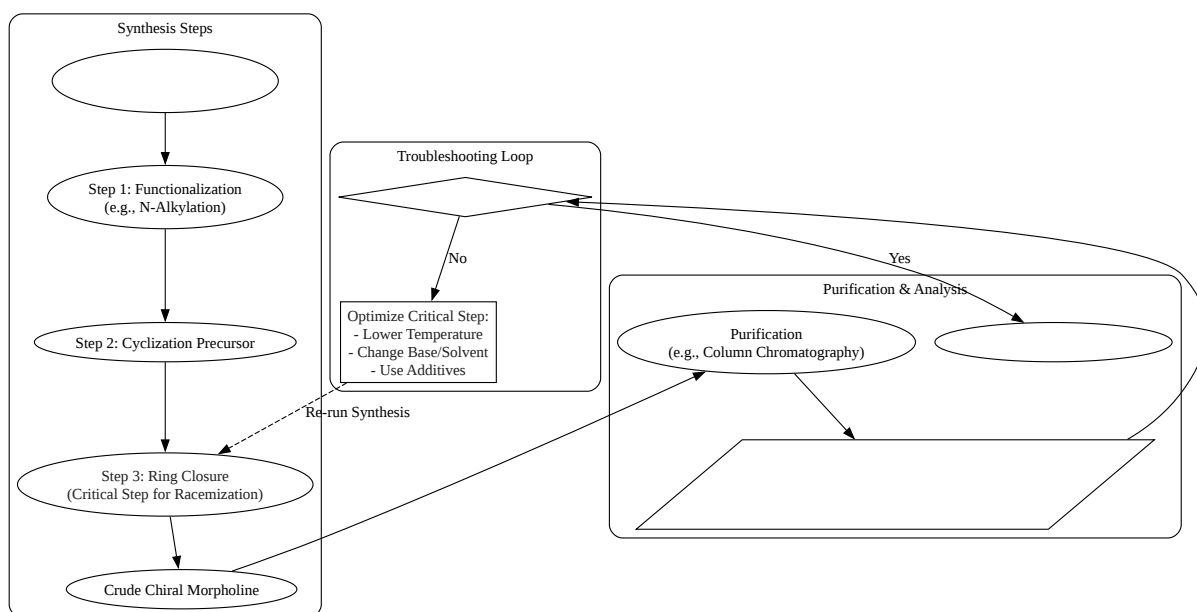 Synthesis Steps
Step 1: Functionalization
(e.g., N-Alkylation)
Step 2: Cyclization Precursor
Step 3: Ring Closure
(Critical Step for Racemization)
Crude Chiral Morpholine
Troubleshooting Loop
No
Optimize Critical Step:
- Lower Temperature
- Change Base/Solvent
- Use Additives
Re-run Synthesis
Yes
Purification & Analysis
Purification
(e.g., Column Chromatography)